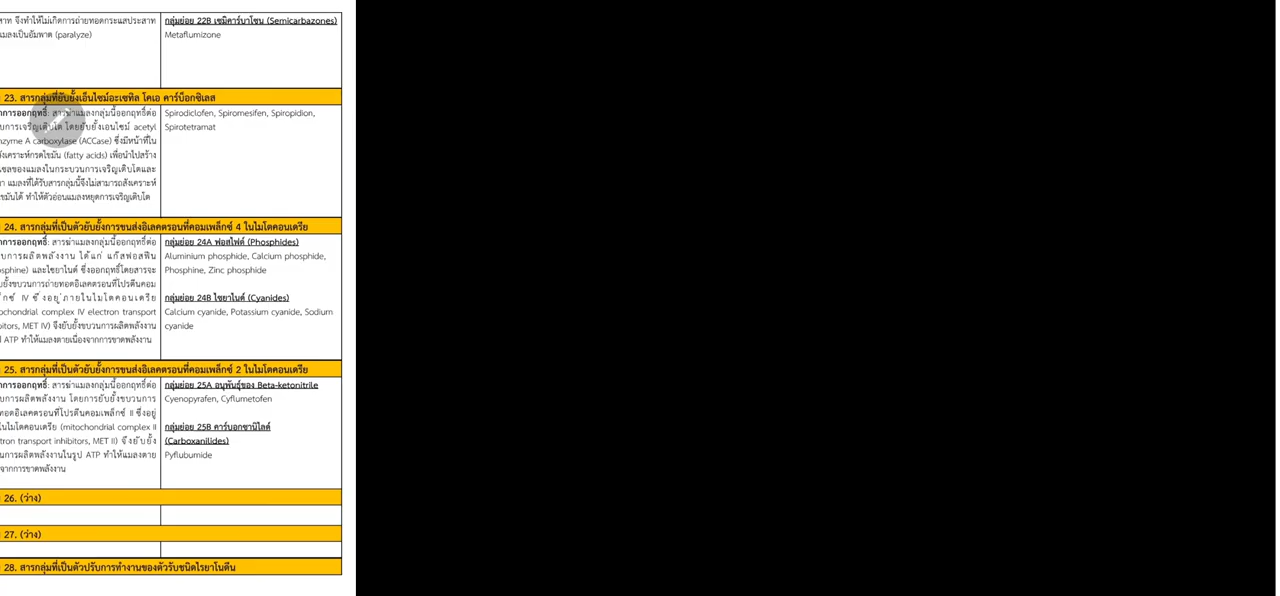 สาท จึงทำให้ไม่เกิดการถ่ายทอดกระแสประสาท
แมลงเป็นอัมพาต (paralyze)
กลุ่มย่อย 22B เซมิคาร์บาโซน (Semicarbazones)
Metaflumizone
23. สารกลุ่มที่ยับยั้งเอ็นไซม์อะเซทิล โคเอ คาร์บ็อกซิเลส
การออกฤทธิ์: สารฆ่าแมลงกลุ่มนี้ออกฤทธิ์ต่อ
บการเจริญเติบโต โดยยับยั้งเอนไซม์ acetyl
nzyme A carboxylase (ACCase) ซึ่งมีหน้าที่ใน
ังเคราะห์กรดไขมัน (fatty acids) เพื่อนำไปสร้าง
ซลของแมลงในกระบวนการเจริญเติบโตและ
า แมลงที่ได้รับสารกลุ่มนี้จึงไม่สามารถสังเคราะห์
ขมันได้ ทำให้ตัวอ่อนแมลงหยุดการเจริญเติบโต
Spirodiclofen, Spiromesifen, Spiropidion,
Spirotetramat
24. สารกลุ่มที่เป็นตัวยับยั้งการขนส่งอิเลคตรอนที่คอมเพล็กซ์ 4 ในไมโตคอนเดรีย
การออกฤทธิ์: สารฆ่าแมลงกลุ่มนี้ออกฤทธิ์ต่อ
บการผลิตพลังงาน ได้แก่ แก๊สฟอสฟีน
osphine) และไซยาไนด์ ซึ่งออกฤทธิ์โดยสารจะ
บยั้งขบวนการถ่ายทอดอิเลคตรอนที่โปรตีนคอม
ล็กซ์ IV ซึ่งอยู่ภายในไมโตคอนเดรีย
ochondrial complex IV electron transport
bitors, MET IV) จึงยับยั้งขบวนการผลิตพลังงาน
ป ATP ทำให้แมลงตายเนื่องจากการขาดพลังงาน
กลุ่มย่อย 24A ฟอสไฟด์ (Phosphides)
Aluminium phosphide, Calcium phosphide,
Phosphine, Zinc phosphide
กลุ่มย่อย 24B ไซยาไนด์ (Cyanides)
Calcium cyanide, Potassium cyanide, Sodium
cyanide
25. สารกลุ่มที่เป็นตัวยับยั้งการขนส่งอิเลคตรอนที่คอมเพล็กซ์ 2 ในไมโตคอนเดรีย
การออกฤทธิ์: สารฆ่าแมลงกลุ่มนี้ออกฤทธิ์ต่อ
บการผลิตพลังงาน โดยการยับยั้งขบวนการ
ทอดอิเลคตรอนที่โปรตีนคอมเพล็กซ์ II ซึ่งอยู่
นไมโตคอนเดรีย (mitochondrial complex II
ctron transport inhibitors, MET II) จึงยับยั้ง
นการผลิตพลังงานในรูป ATP ทำให้แมลงตาย
จากการขาดพลังงาน
กลุ่มย่อย 25A อนุพันธุ์ของ Beta-ketonitrile
Cyenopyrafen, Cyflumetofen
กลุ่มย่อย 25B คาร์บอกซานิไลด์
(Carboxanilides)
Pyflubumide
26. (ว่าง)
27. (ว่าง)
28. สารกลุ่มที่เป็นตัวปรับการทำงานของตัวรับชนิดไรยาโนดีน